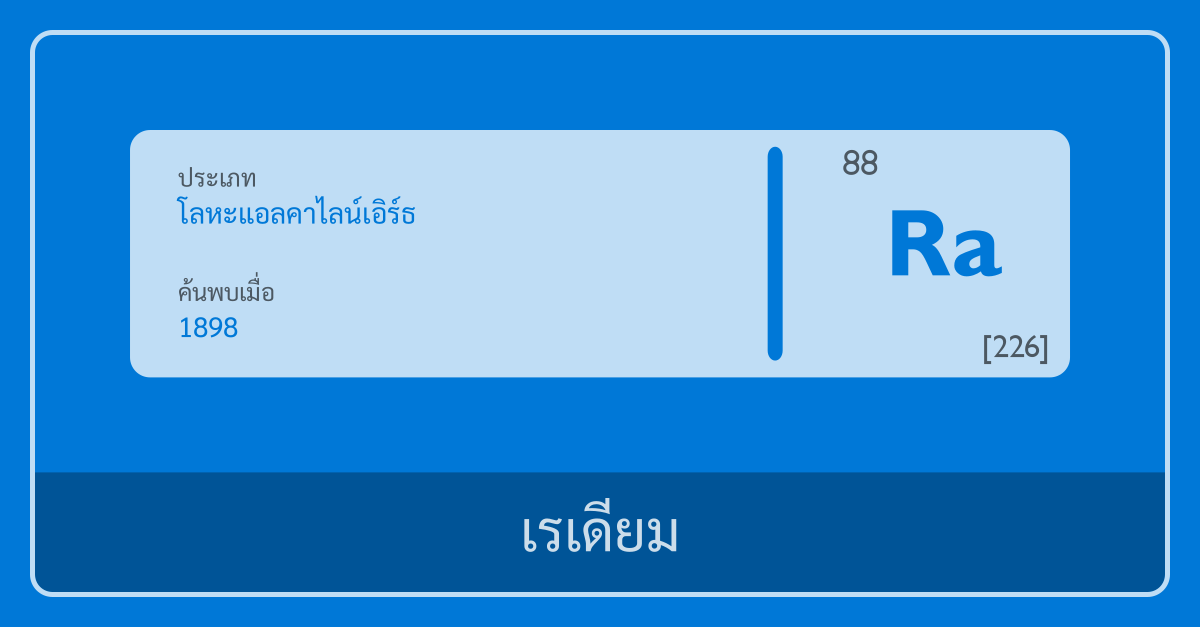 ประเภท
โลหะแอลคาไลน์เอิร์ธ
ค้นพบเมื่อ
1898
88
Ra
[226]
เรเดียม